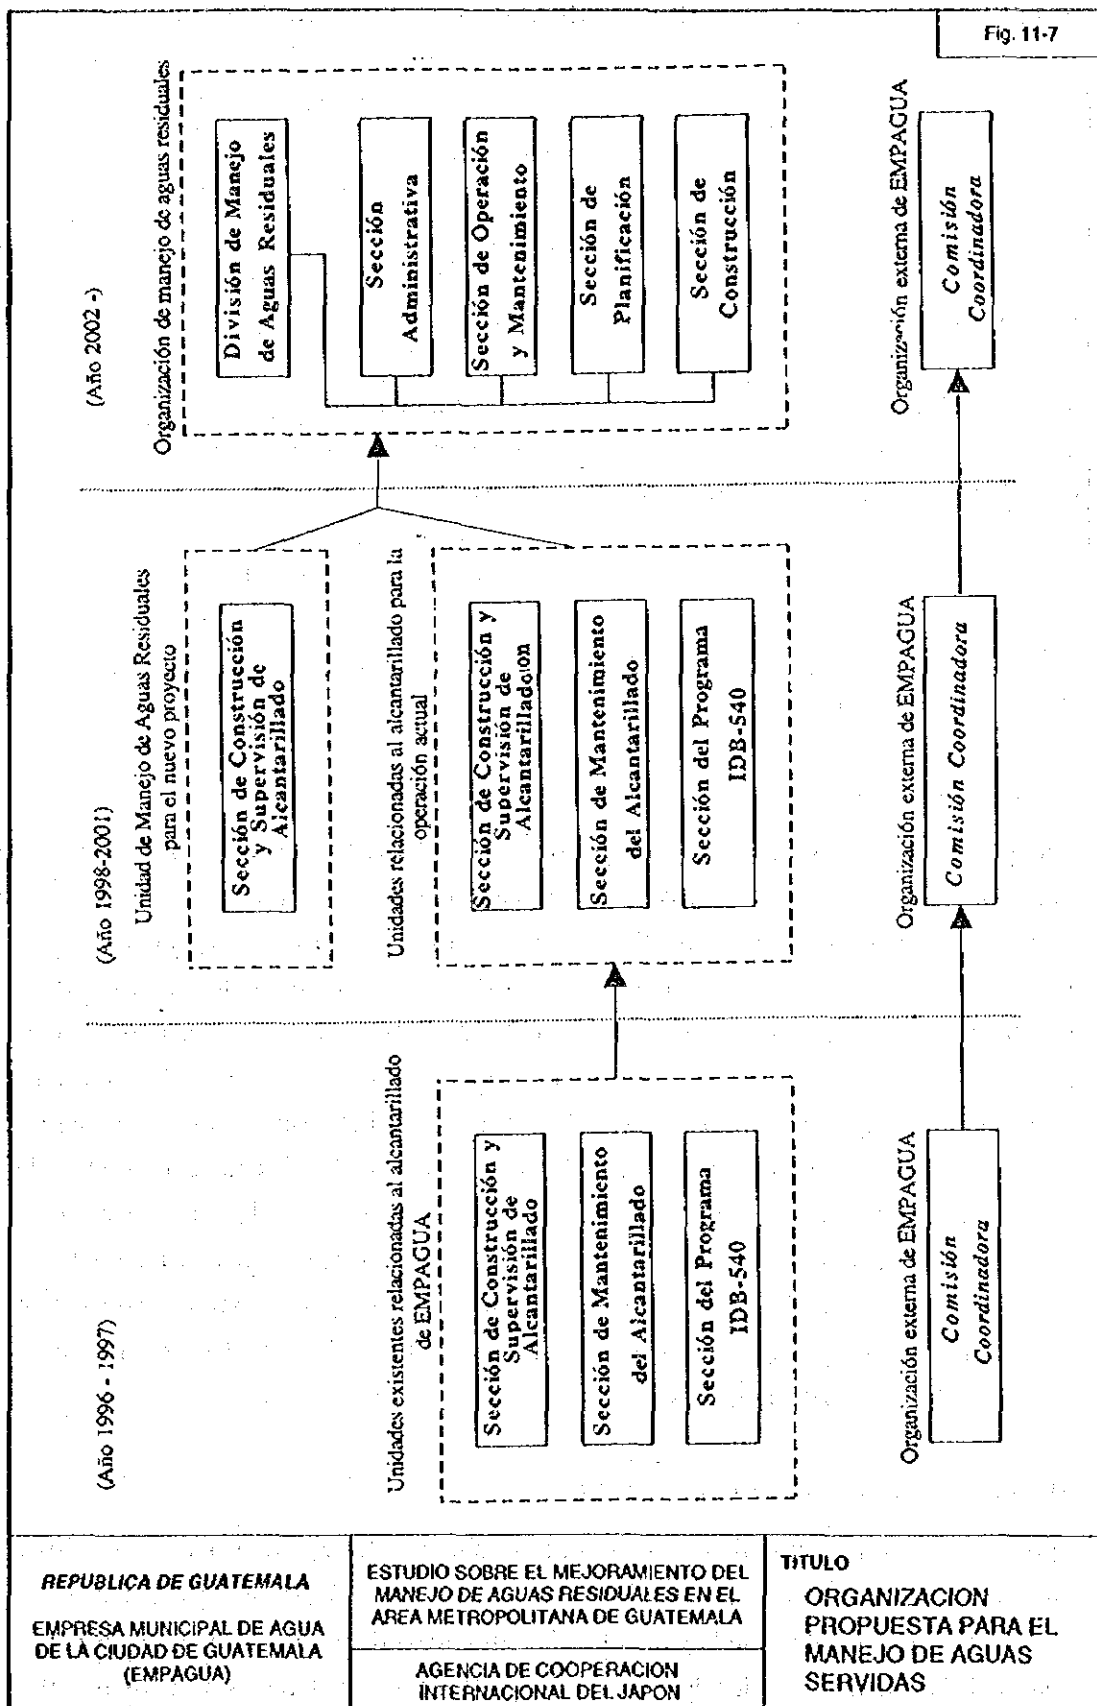 Fig. 11-7
(Año 1996 - 1997)
Unidades existentes relacionadas al alcantarillado
de EMPAGUA
Sección de Construcción y
Supervisión de
Alcantarillado
Sección de Mantenimiento
del Alcantarillado
Sección del Programa
IDB-540
Organización externa de EMPAGUA
Comisión
Coordinadora
(Año 1998-2001)
Unidad de Manejo de Aguas Residuales
para el nuevo proyecto
Sección de Construcción
y Supervisión de
Alcantarillado
Unidades relacionadas al alcantarillado para la
operación actual
Sección de Construcción y
Supervisión de
Alcantarilladoion
Sección de Mantenimiento
del Alcantarillado
Sección del Programa
IDB-540
Organización externa de EMPAGUA
Comisión Coordinadora
(Año 2002 -)
Organización de manejo de aguas residuales
División de Manejo
de Aguas Residuales
Sección
Administrativa
Sección de Operación
y Mantenimiento
Sección de
Planificación
Sección de
Construcción
Organización externa de EMPAGUA
Comisión
Coordinadora
REPUBLICA DE GUATEMALA
EMPRESA MUNICIPAL DE AGUA
DE LA CIUDAD DE GUATEMALA
(EMPAGUA)
ESTUDIO SOBRE EL MEJORAMIENTO DEL
MANEJO DE AGUAS RESIDUALES EN EL
AREA METROPOLITANA DE GUATEMALA
AGENCIA DE COOPERACION
INTERNACIONAL DEL JAPON
TITULO
ORGANIZACION
PROPUESTA PARA EL
MANEJO DE AGUAS
SERVIDAS